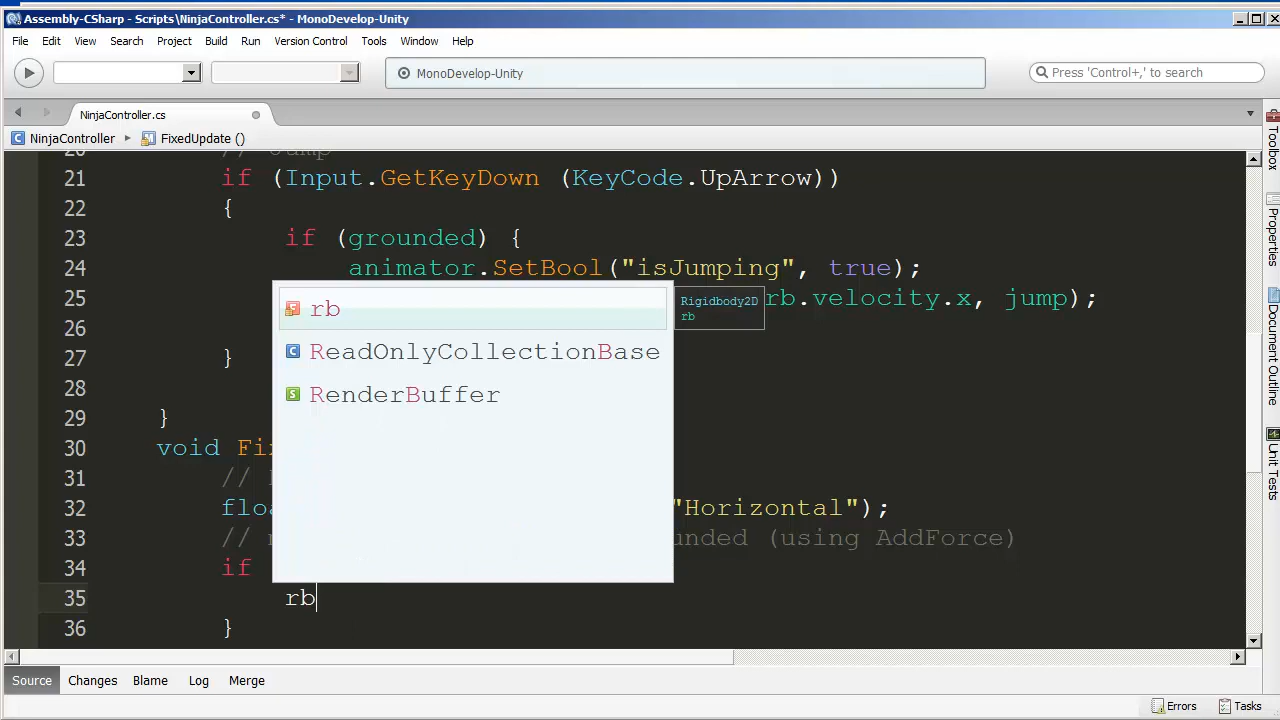 Assembly-CSharp - Scripts\NinjaController.cs* - MonoDevelop-Unity
File Edit View Search Project Build Run Version Control Tools Window Help
MonoDevelop-Unity
Press 'Control+,' to search
NinjaController.cs
NinjaController FixedUpdate ()
20 // Jump
21 if (Input.GetKeyDown (KeyCode.UpArrow))
22 {
23 if (grounded) {
24 animator.SetBool("isJumping", true);
25 rb.velocity.x, jump);
26
27 }
28
29 }
30 void Fi
31 //
32 floa "Horizontal");
33 // unded (using AddForce)
34 if
35 rb
36 }
rb
ReadOnlyCollectionBase
RenderBuffer
Rigidbody2D
rb
Toolbox
Properties
Document Outline
Unit Tests
Source Changes Blame Log Merge
Errors Tasks